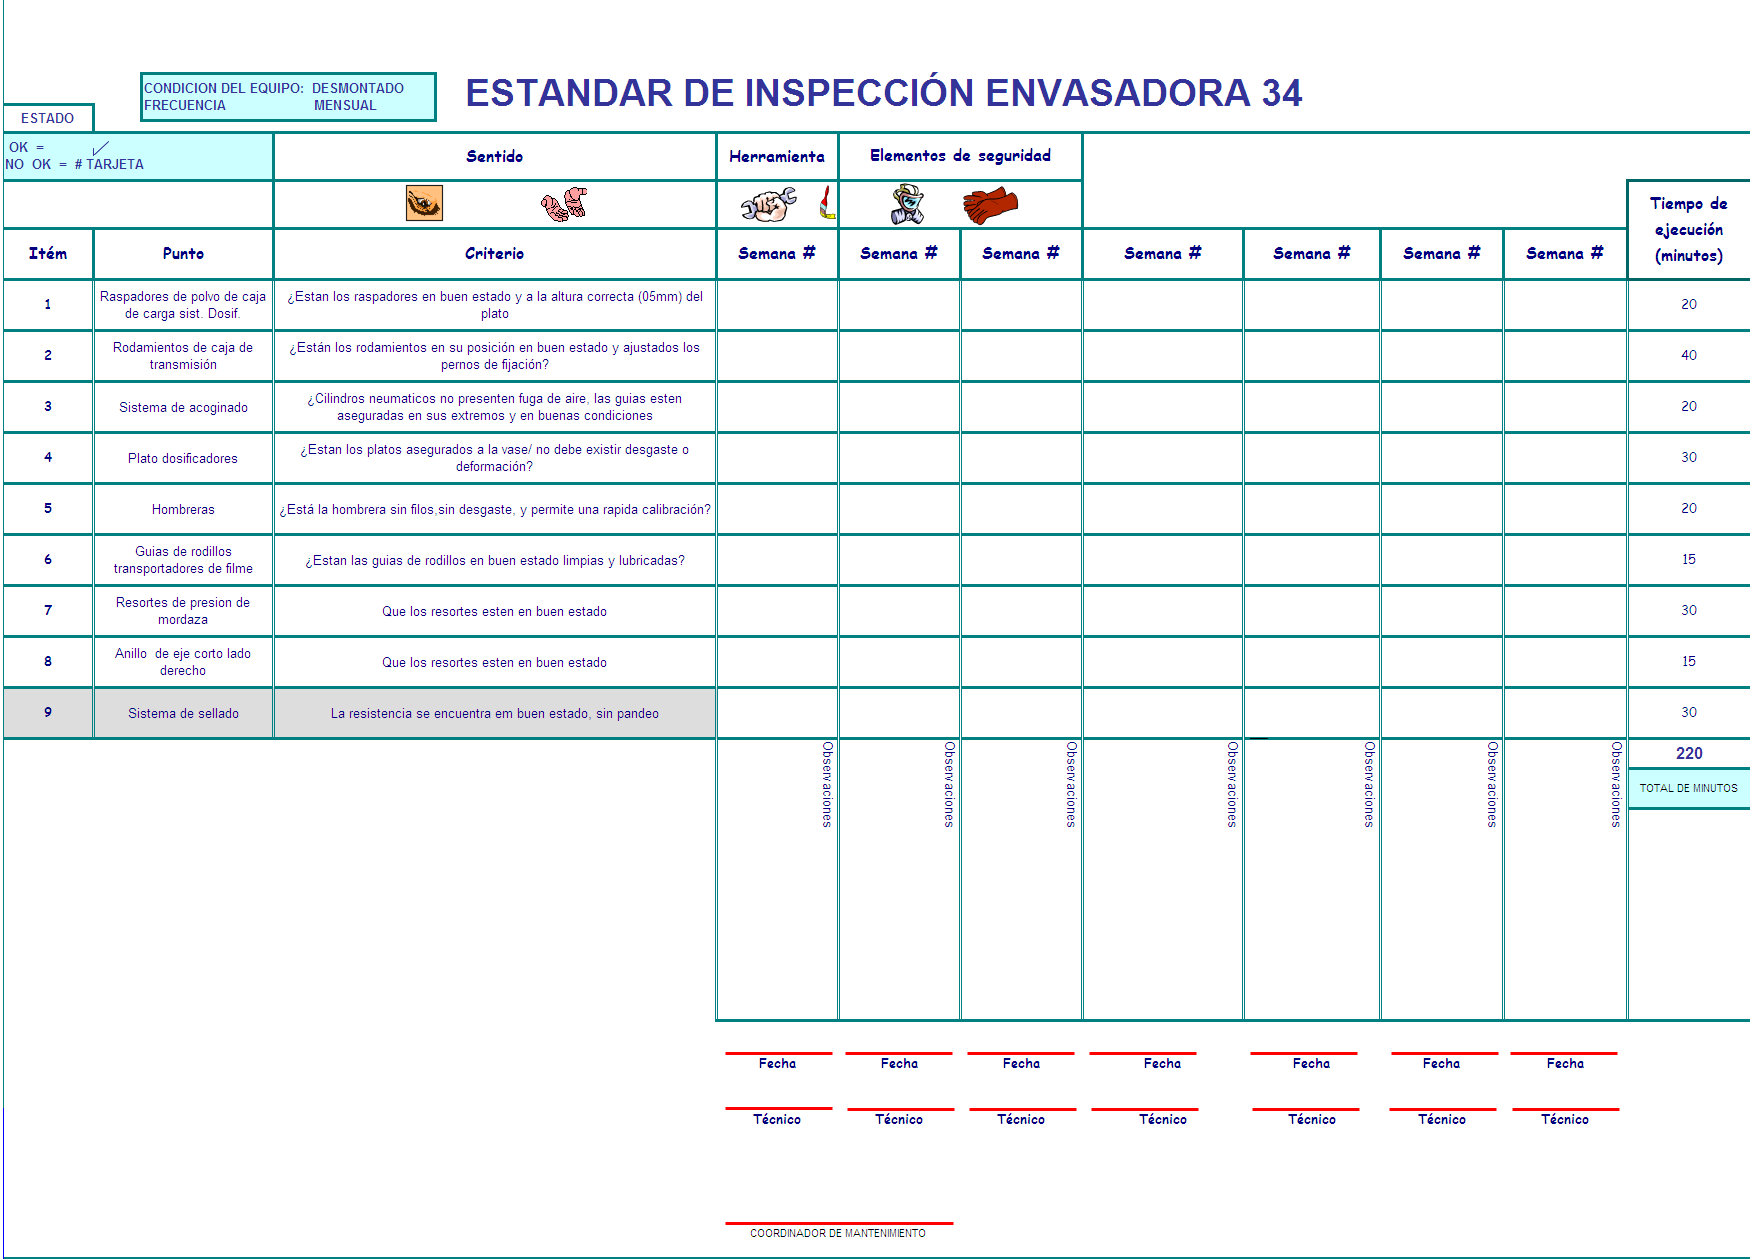 CONDICION DEL EQUIPO: DESMONTADO
FRECUENCIA MENSUAL
ESTANDAR DE INSPECCIÓN ENVASADORA 34
ESTADO
OK =
NO OK = # TARJETA
Sentido Herramienta Elementos de seguridad
Tiempo de
ejecución
(minutos)
Itém Punto Criterio Semana # Semana # Semana # Semana # Semana # Semana # Semana #
1 Raspadores de polvo de caja de carga sist. Dosif. ¿Estan los raspadores en buen estado y a la altura correcta (05mm) del plato 20
2 Rodamientos de caja de transmisión ¿Están los rodamientos en su posición en buen estado y ajustados los pernos de fijación? 40
3 Sistema de acoginado ¿Cilindros neumaticos no presenten fuga de aire, las guias esten aseguradas en sus extremos y en buenas condiciones 20
4 Plato dosificadores ¿Estan los platos asegurados a la vase/ no debe existir desgaste o deformación? 30
5 Hombreras ¿Está la hombrera sin filos,sin desgaste, y permite una rapida calibración? 20
6 Guias de rodillos transportadores de filme ¿Estan las guias de rodillos en buen estado limpias y lubricadas? 15
7 Resortes de presion de mordaza Que los resortes esten en buen estado 30
8 Anillo de eje corto lado derecho Que los resortes esten en buen estado 15
9 Sistema de sellado La resistencia se encuentra em buen estado, sin pandeo 30
Observaciones Observaciones Observaciones Observaciones Observaciones Observaciones Observaciones
220
TOTAL DE MINUTOS
Fecha Fecha Fecha Fecha Fecha Fecha Fecha
Técnico Técnico Técnico Técnico Técnico Técnico Técnico
COORDINADOR DE MANTENIMIENTO